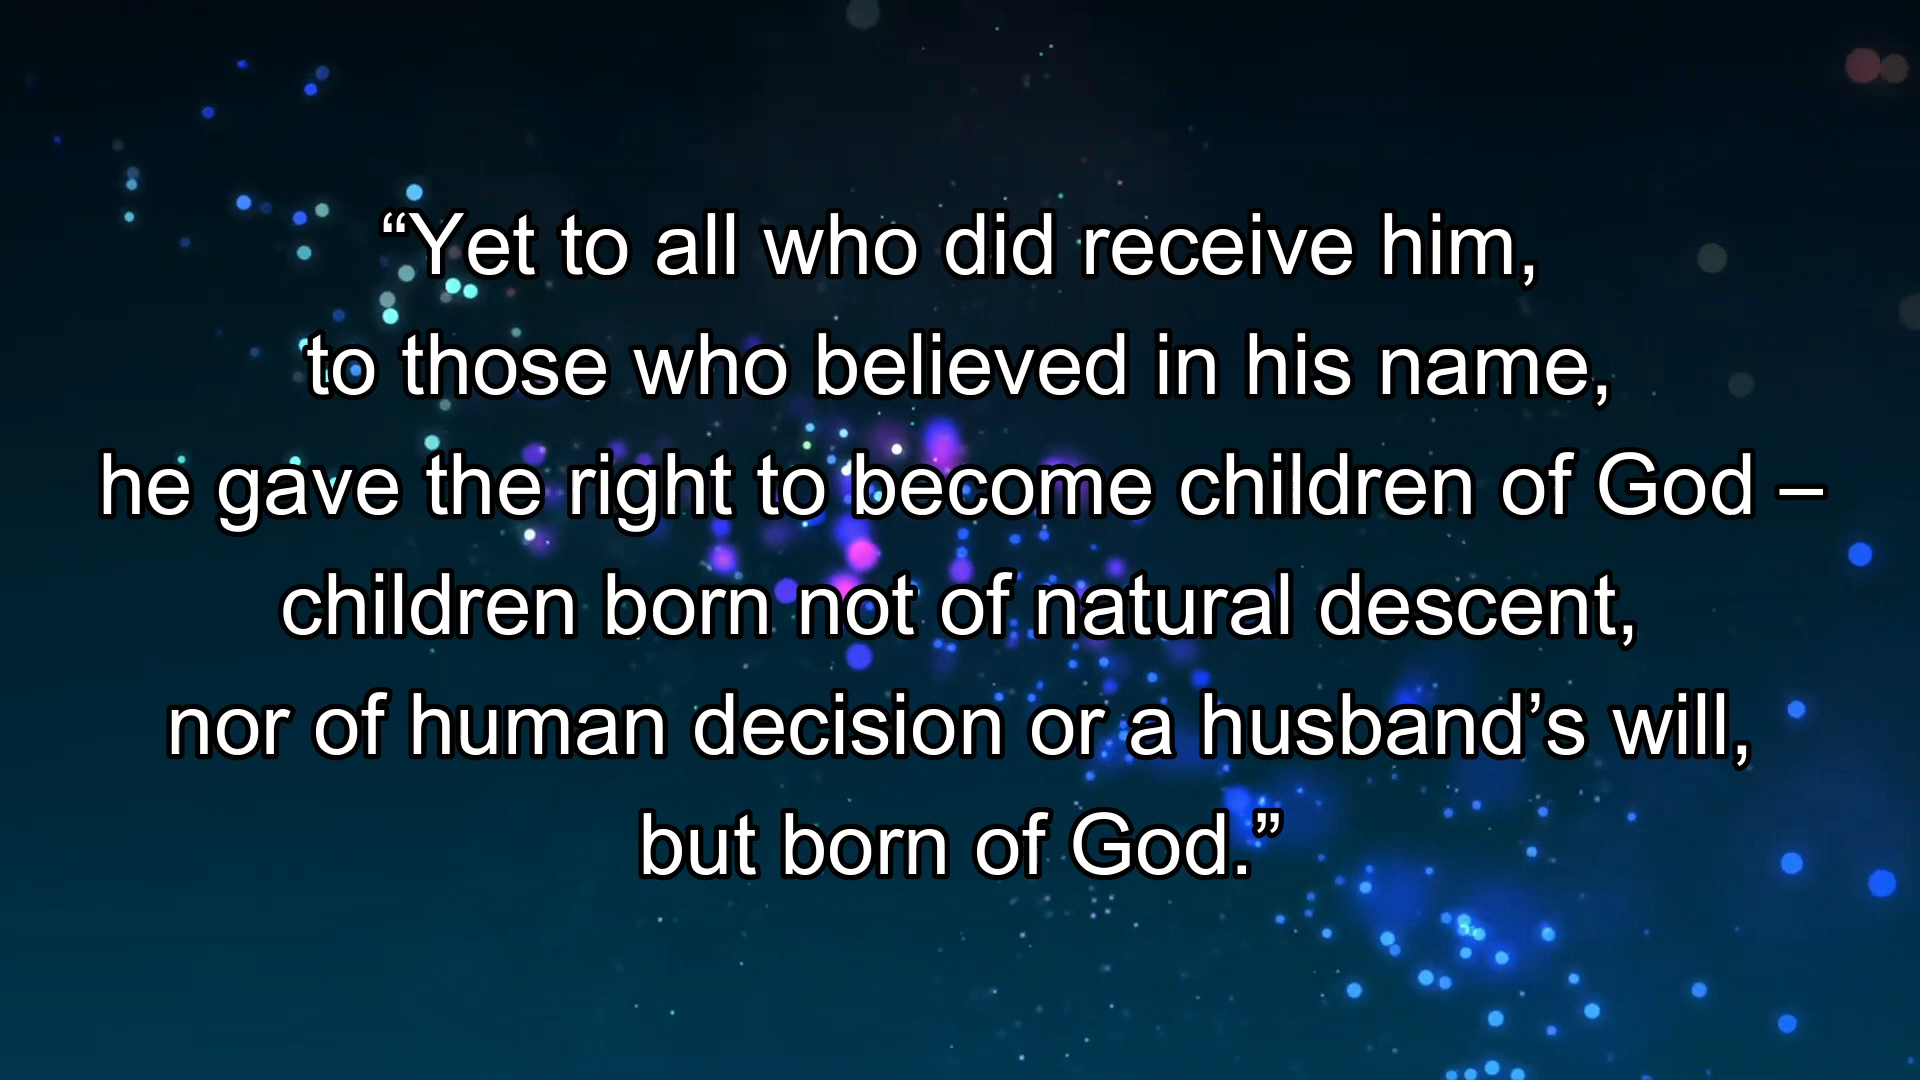 “Yet to all who did receive him,
to those who believed in his name,
he gave the right to become children of God –
children born not of natural descent,
nor of human decision or a husband’s will,
but born of God.”